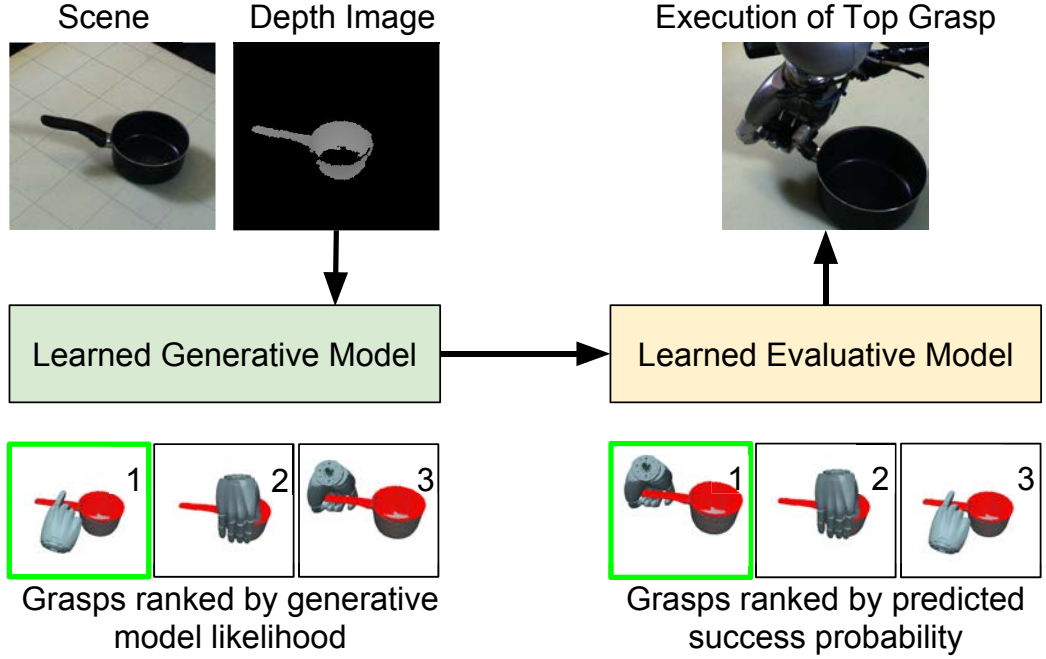 Scene
Depth Image
Execution of Top Grasp
Learned Generative Model
Learned Evaluative Model
1
2
3
1
2
3
Grasps ranked by generative
model likelihood
Grasps ranked by predicted
success probability